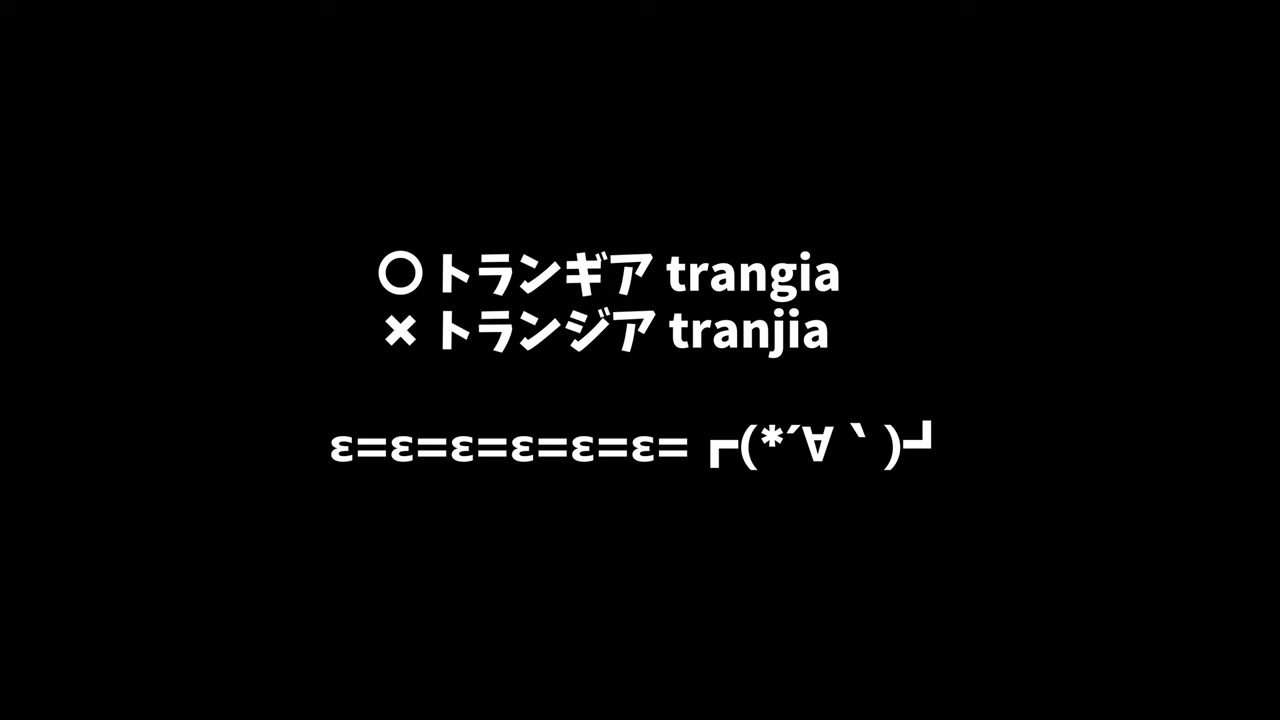 〇 トランギア trangia
✖ トランジア tranjia
ε=ε=ε=ε=ε=ε=┏(*´∀｀)┛